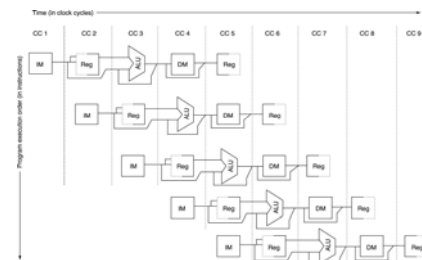 Time (in clock cycles)
CC 1 CC 2 CC 3 CC 4 CC 5 CC 6 CC 7 CC 8 CC 9
Program execution order (in instructions)
IM Reg ALU DM Reg
IM Reg ALU DM Reg
IM Reg ALU DM Reg
IM Reg ALU DM Reg
IM Reg ALU DM Reg